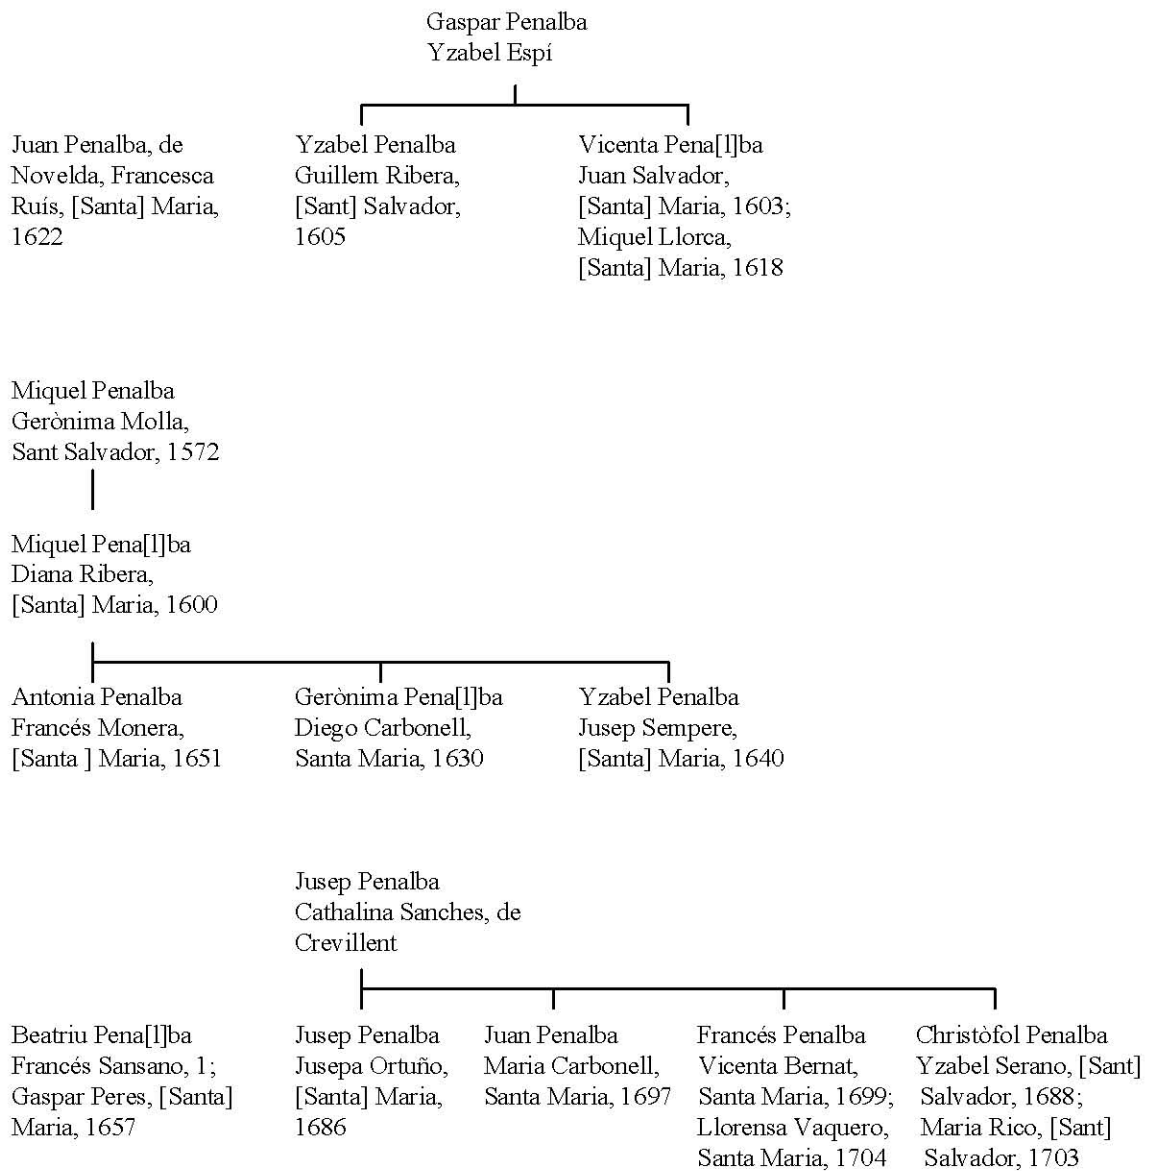 Gaspar Penalba
Yzabel Espí
Juan Penalba, de
Novelda, Francesca
Ruís, [Santa] Maria,
1622
Yzabel Penalba
Guillem Ribera,
[Sant] Salvador,
1605
Vicenta Pena[l]ba
Juan Salvador,
[Santa] Maria, 1603;
Miquel Llorca,
[Santa] Maria, 1618
Miquel Penalba
Gerònima Molla,
Sant Salvador, 1572
Miquel Pena[l]ba
Diana Ribera,
[Santa] Maria, 1600
Antonia Penalba
Francés Monera,
[Santa ] Maria, 1651
Gerònima Pena[l]ba
Diego Carbonell,
Santa Maria, 1630
Yzabel Penalba
Jusep Sempere,
[Santa] Maria, 1640
Jusep Penalba
Cathalina Sanches, de
Crevillent
Beatriu Pena[l]ba
Francés Sansano, 1;
Gaspar Peres, [Santa]
Maria, 1657
Jusep Penalba
Jusepa Ortuño,
[Santa] Maria,
1686
Juan Penalba
Maria Carbonell,
Santa Maria, 1697
Francés Penalba
Vicenta Bernat,
Santa Maria, 1699;
Llorensa Vaquero,
Santa Maria, 1704
Christòfol Penalba
Yzabel Serano, [Sant]
Salvador, 1688;
Maria Rico, [Sant]
Salvador, 1703